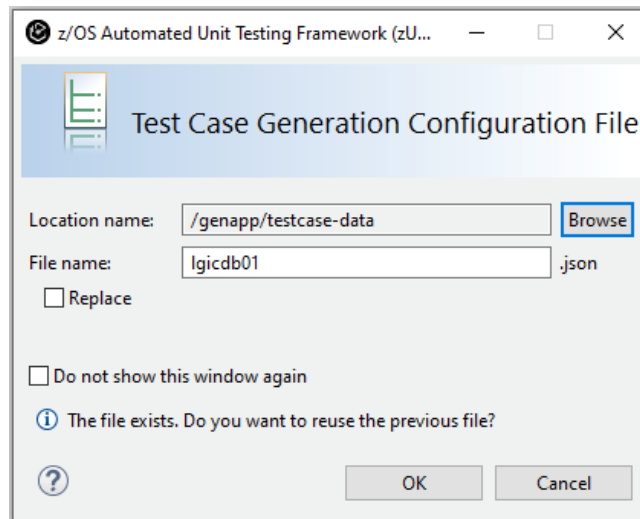 z/OS Automated Unit Testing Framework (zU...
Test Case Generation Configuration File
Location name: /genapp/testcase-data Browse
File name: lgicdb01 .json
Replace
Do not show this window again
The file exists. Do you want to reuse the previous file?
? OK Cancel